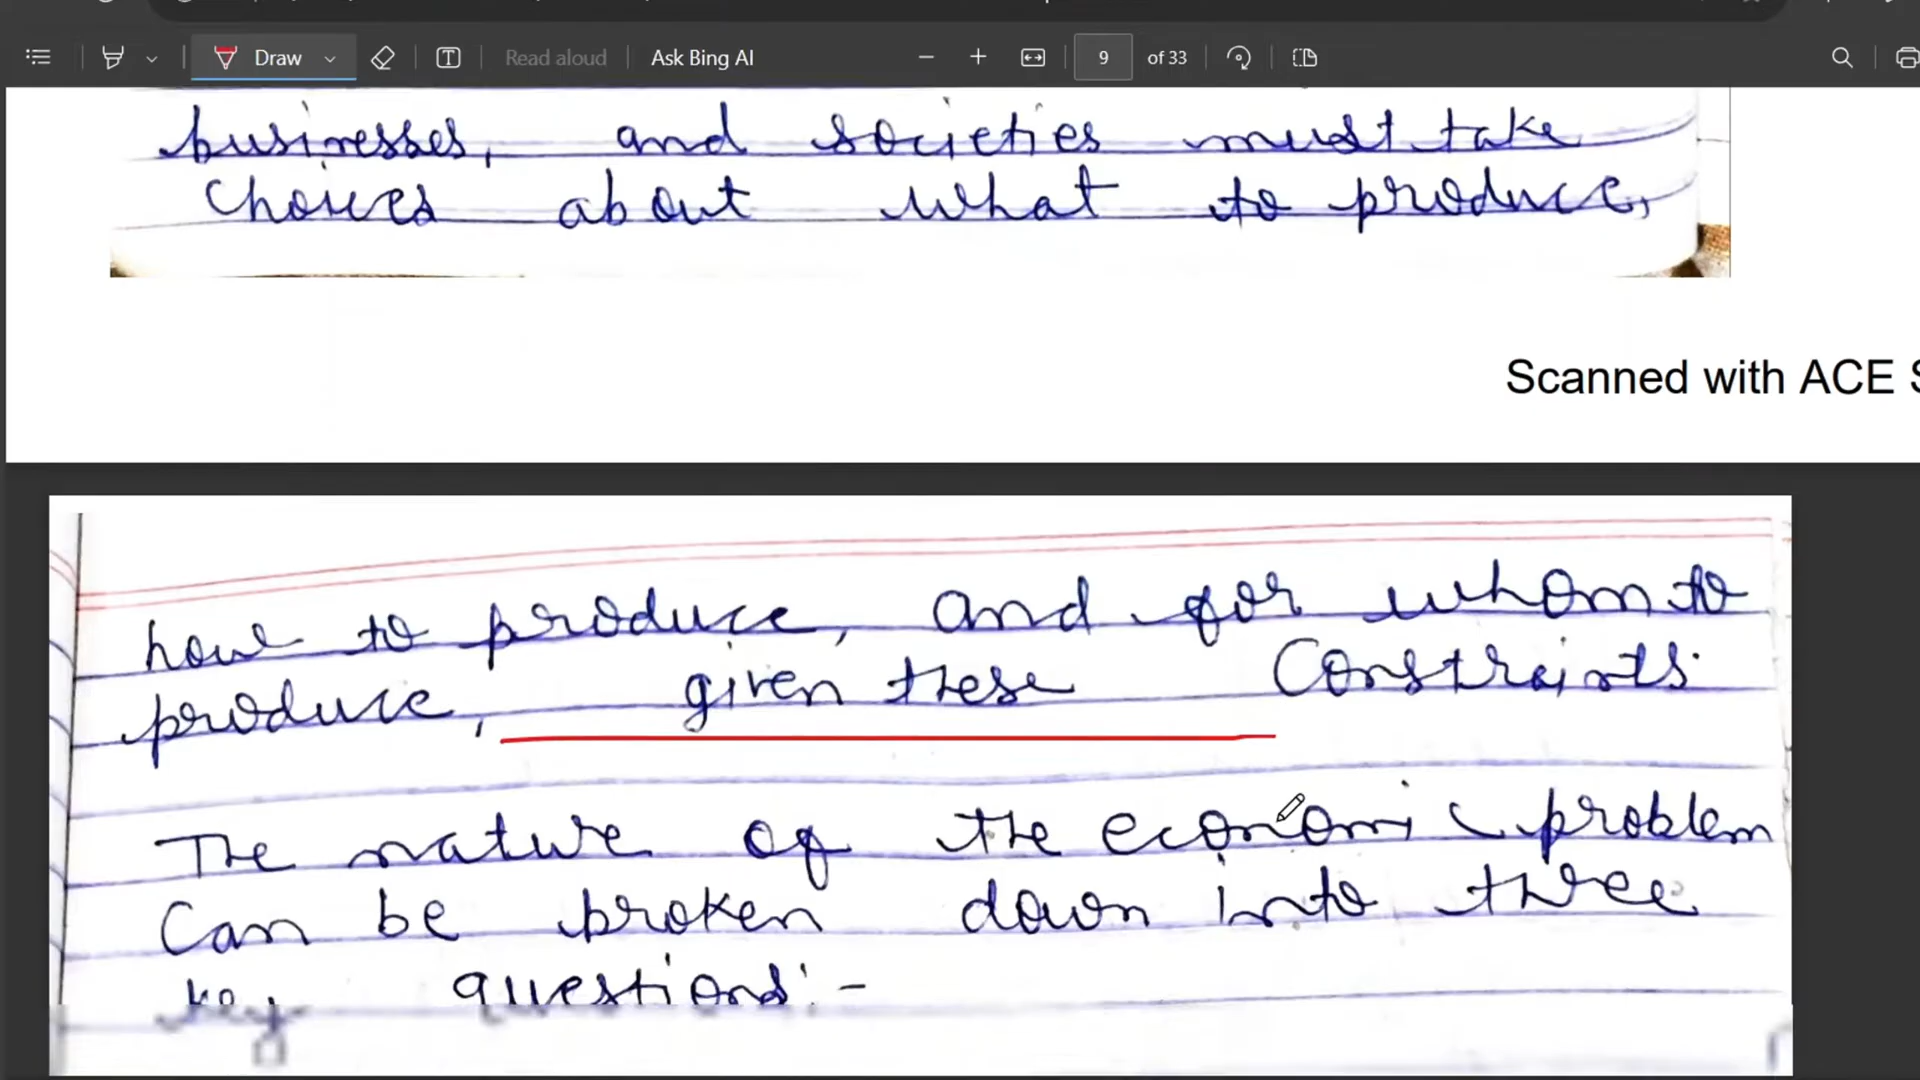 Draw
Read aloud
Ask Bing AI
9 of 33
businesses, and societies must take
choices about what to produce,
Scanned with ACE S
how to produce, and for whom to
produce, given these Constraints.
The nature of the economic problem
Can be broken down into three
key questions:-